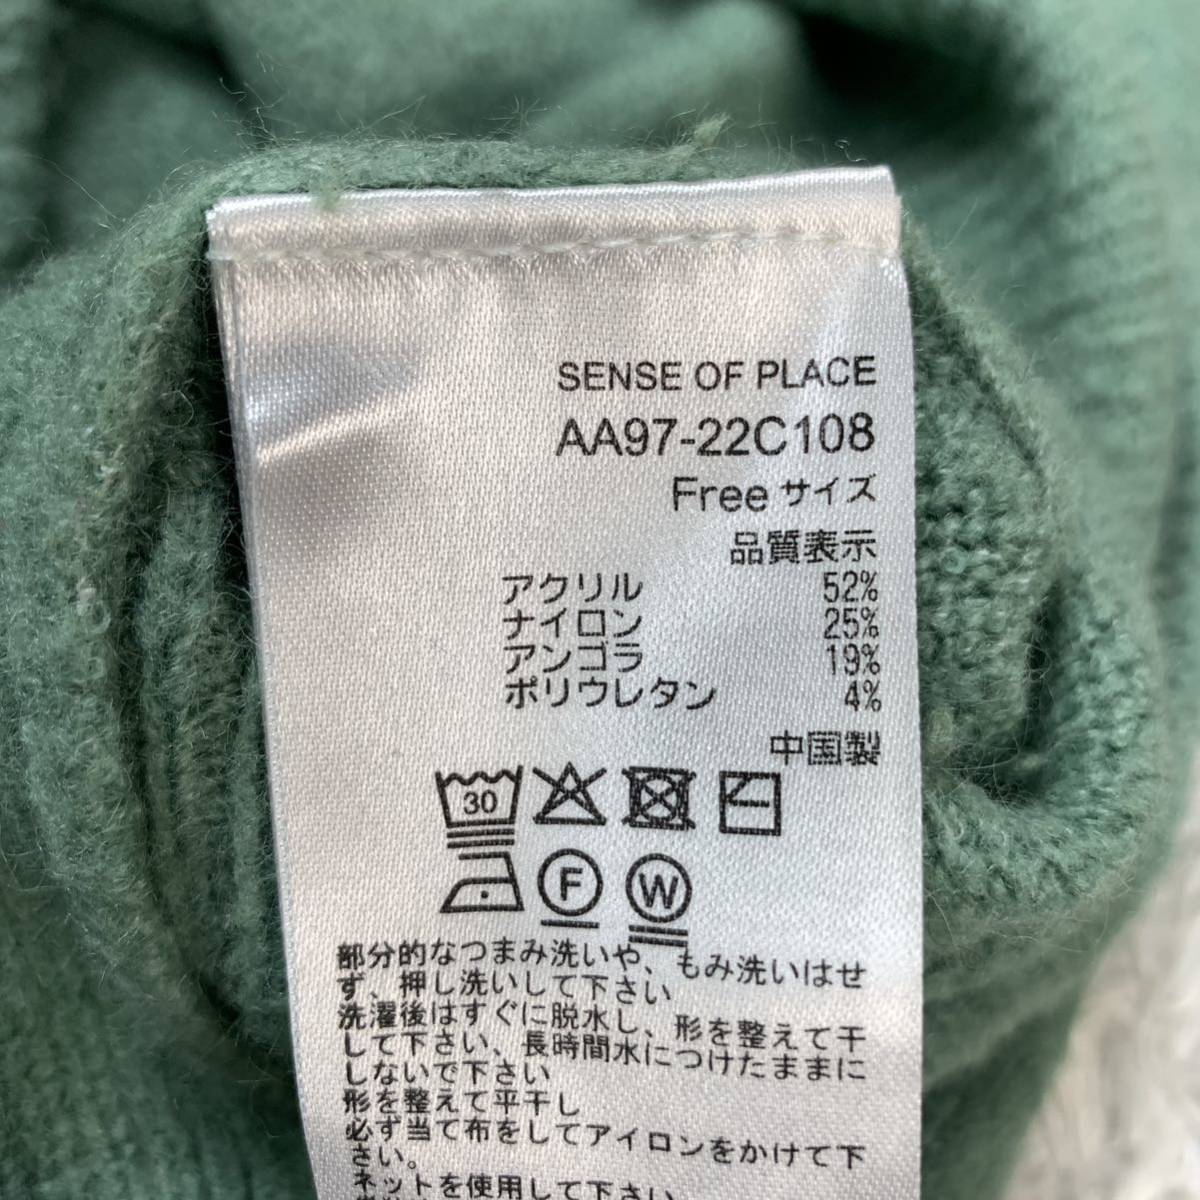 SENSE OF PLACE
AA97-22C108
Free サイズ
品質表示
アクリル 52%
ナイロン 25%
アンゴラ 19%
ポリウレタン 4%
中国製
30
F W
部分的なつまみ洗いや、もみ洗いはせ
ず、押し洗いして下さい
洗濯後はすぐに脱水し、形を整えて干
して下さい、長時間水につけたままに
しないで下さい
形を整えて平干し
必ず当て布をしてアイロンをかけて下
さい。
ネットを使用して下さい